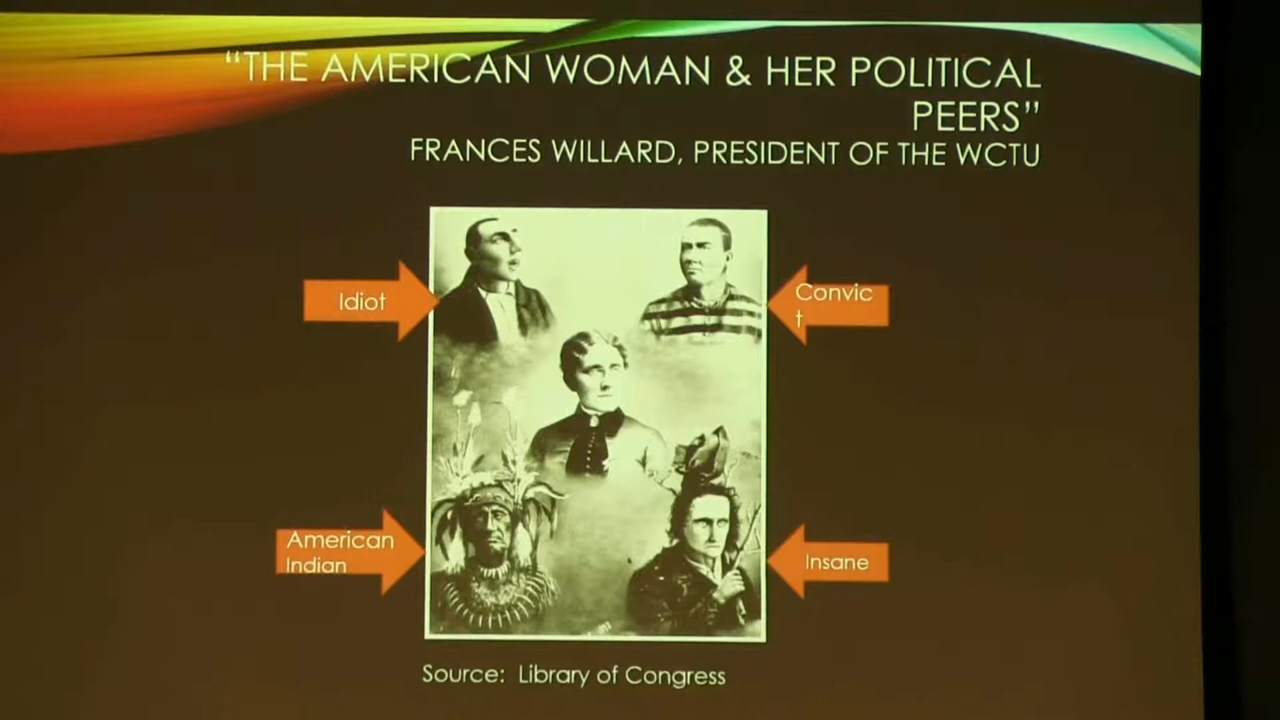 “THE AMERICAN WOMAN & HER POLITICAL
PEERS”
FRANCES WILLARD, PRESIDENT OF THE WCTU
Idiot
Convic
t
American
Indian
Insane
Source: Library of Congress